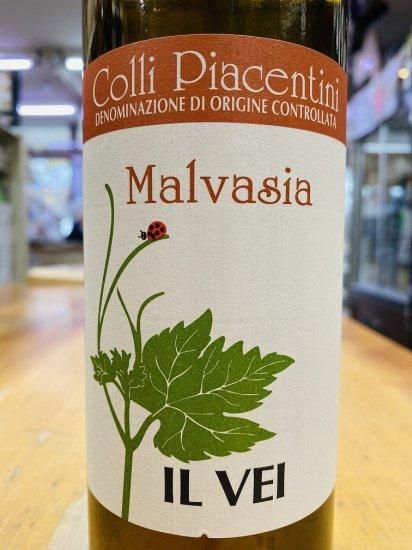 Colli Piacentini
DENOMINAZIONE DI ORIGINE CONTROLLATA
Malvasia
IL VEI